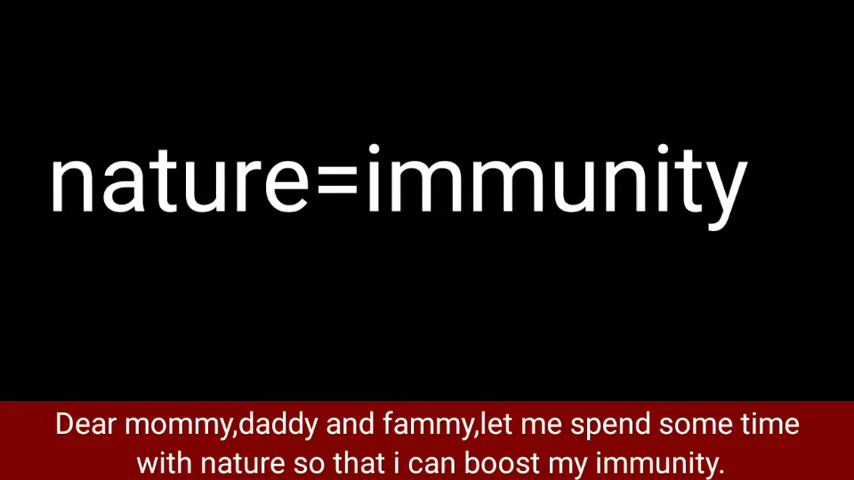 nature=immunity
Dear mommy,daddy and fammy,let me spend some time
with nature so that i can boost my immunity.